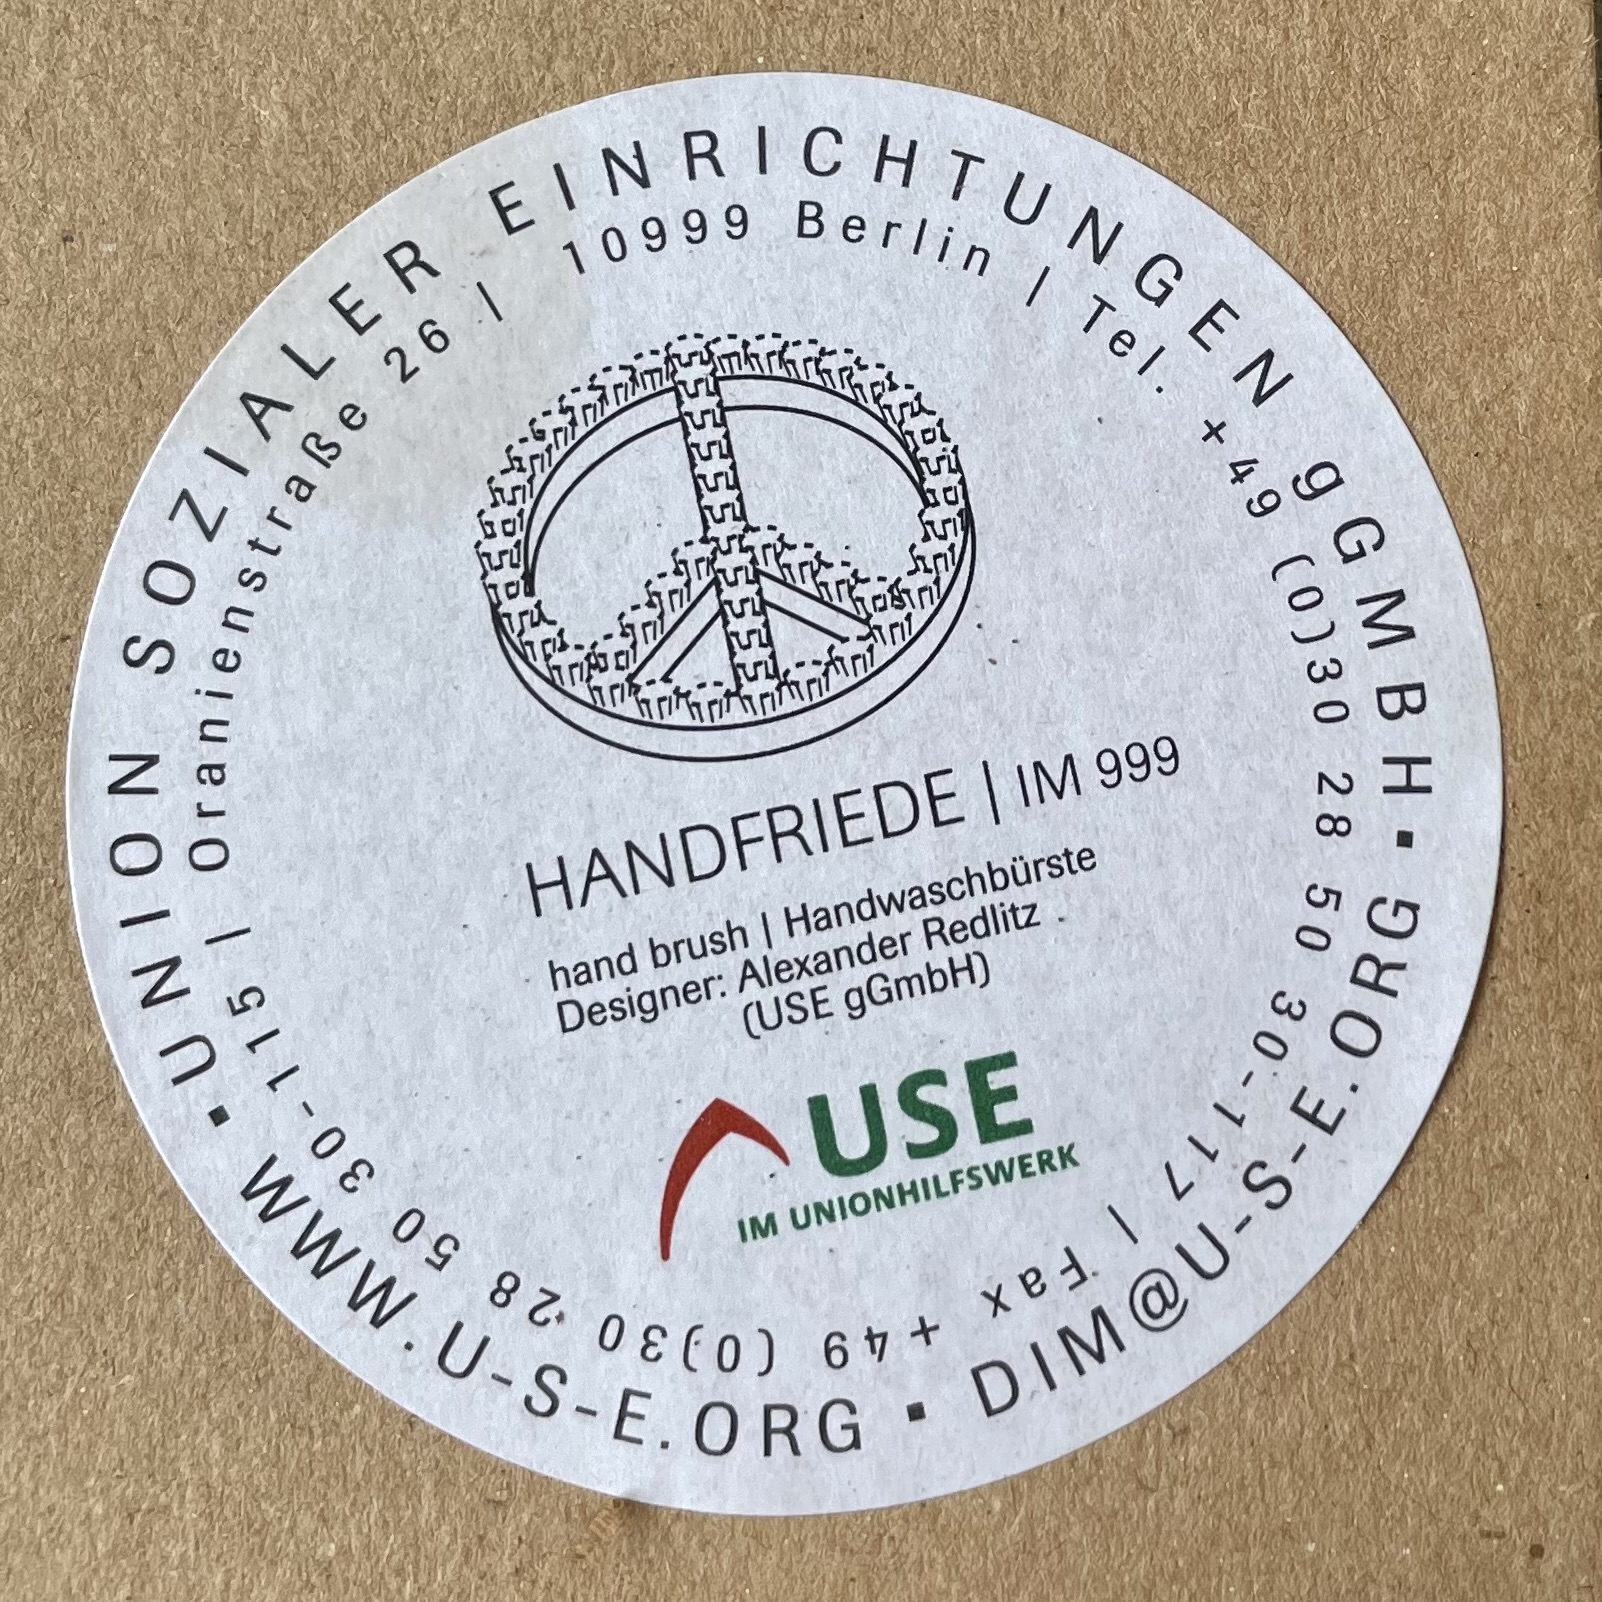 UNION SOZIALER EINRICHTUNGEN gGMBH ▪ WWW.U-S-E.ORG ▪ DIM@U-S-E.ORG ▪
Oranienstraße 26 | 10999 Berlin | Tel. +49 (0)30 28 50 30-117 | Fax +49 (0)30 28 50 30-115 |
HANDFRIEDE | IM 999
hand brush | Handwaschbürste
Designer: Alexander Redlitz
(USE gGmbH)
USE
IM UNIONHILFSWERK